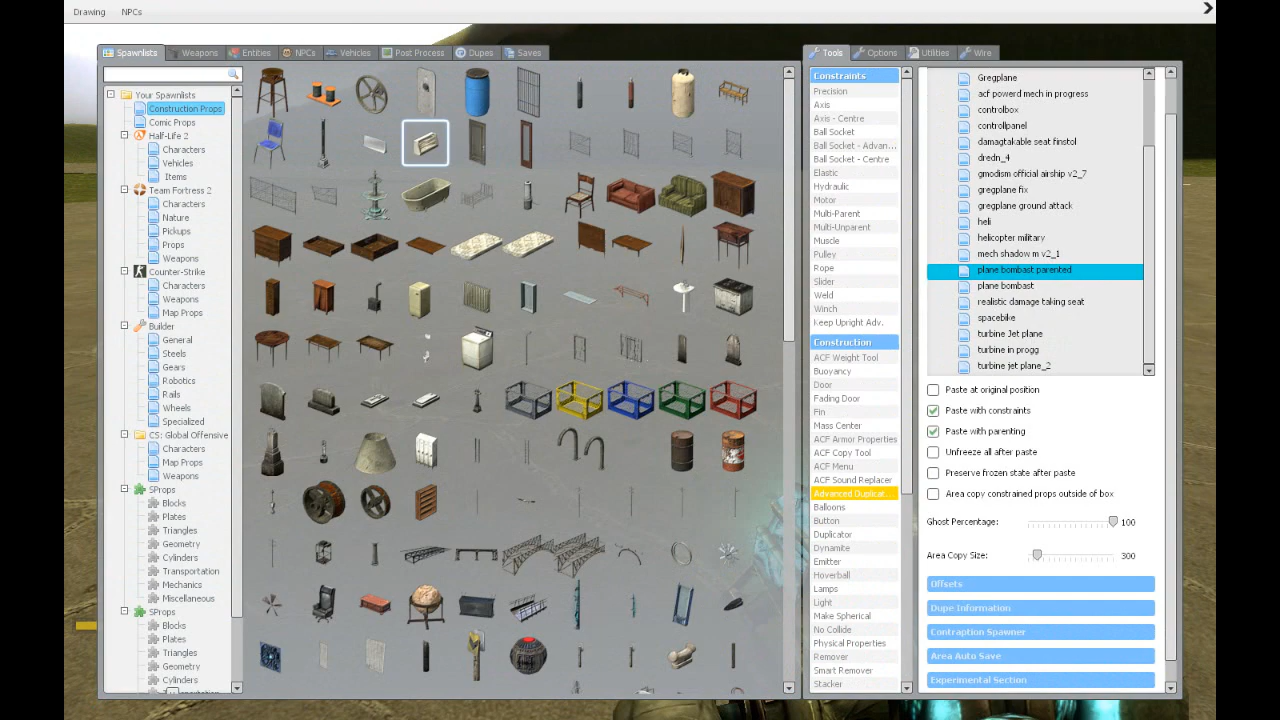 Drawing NPCs
Spawnlists Weapons Entities NPCs Vehicles Post Process Dupes Saves
Your Spawnlists
Construction Props
Comic Props
Half-Life 2
Characters
Vehicles
Items
Team Fortress 2
Characters
Nature
Pickups
Props
Weapons
Counter-Strike
Characters
Weapons
Map Props
Builder
General
Steels
Gears
Robotics
Rails
Wheels
Specialized
CS: Global Offensive
Characters
Map Props
Weapons
SProps
Blocks
Plates
Triangles
Geometry
Cylinders
Transportation
Mechanics
Miscellaneous
SProps
Blocks
Plates
Triangles
Geometry
Cylinders
Tools Options Utilities Wire
Constraints
Precision
Axis
Axis - Centre
Ball Socket
Ball Socket - Advan...
Ball Socket - Centre
Elastic
Hydraulic
Motor
Multi-Parent
Multi-Unparent
Muscle
Pulley
Rope
Slider
Weld
Winch
Keep Upright Adv.
Construction
ACF Weight Tool
Buoyancy
Door
Fading Door
Fin
Mass Center
ACF Armor Properties
ACF Copy Tool
ACF Menu
ACF Sound Replacer
Advanced Duplicat...
Balloons
Button
Duplicator
Dynamite
Emitter
Hoverball
Lamps
Light
Make Spherical
No Collide
Physical Properties
Remover
Smart Remover
Stacker
Gregplane
acf powerd mech in progress
controlbox
controllpanel
damagtakable seat finstol
dredn_4
gmodism official airship v2_7
gregplane fix
gregplane ground attack
heli
helicopter military
mech shadow m v2_1
plane bombast parented
plane bombast
realistic damage taking seat
spacebike
turbine Jet plane
turbine in progg
turbine jet plane_2
Paste at original position
Paste with constraints
Paste with parenting
Unfreeze all after paste
Preserve frozen state after paste
Area copy constrained props outside of box
Ghost Percentage: 100
Area Copy Size: 300
Offsets
Dupe Information
Contraption Spawner
Area Auto Save
Experimental Section